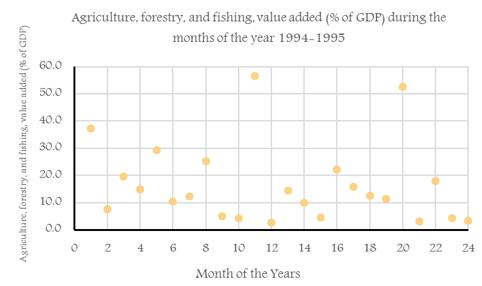 Agriculture, forestry, and fishing, value added (% of GDP) during the
months of the year 1994-1995
Agriculture, forestry, and fishing, value added (% of GDP)
60.0
50.0
40.0
30.0
20.0
10.0
0.0
0 2 4 6 8 10 12 14 16 18 20 22 24
Month of the Years